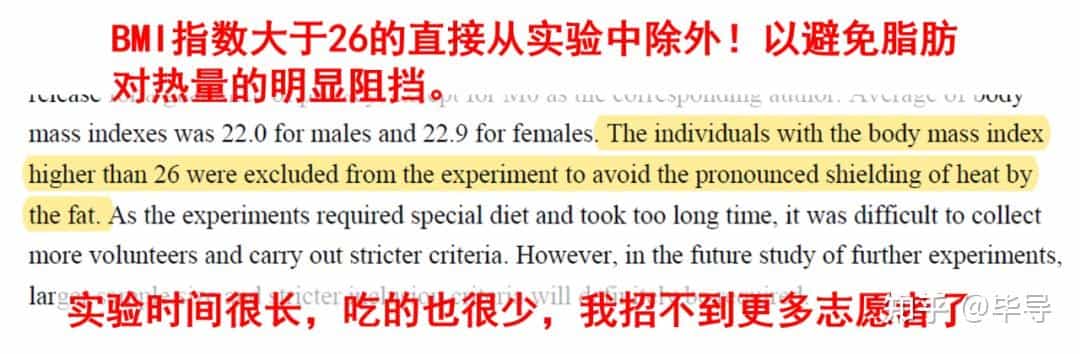 BMI指数大于26的直接从实验中除外！以避免脂肪
对热量的明显阻挡。
release for as the corresponding author. Average of body
mass indexes was 22.0 for males and 22.9 for females. The individuals with the body mass index
higher than 26 were excluded from the experiment to avoid the pronounced shielding of heat by
the fat. As the experiments required special diet and took too long time, it was difficult to collect
more volunteers and carry out stricter criteria. However, in the future study of further experiments,
stricter inclusion criteria will definitely be required
实验时间很长，吃的也很少，我招不到更多志愿者了
知乎 @毕导